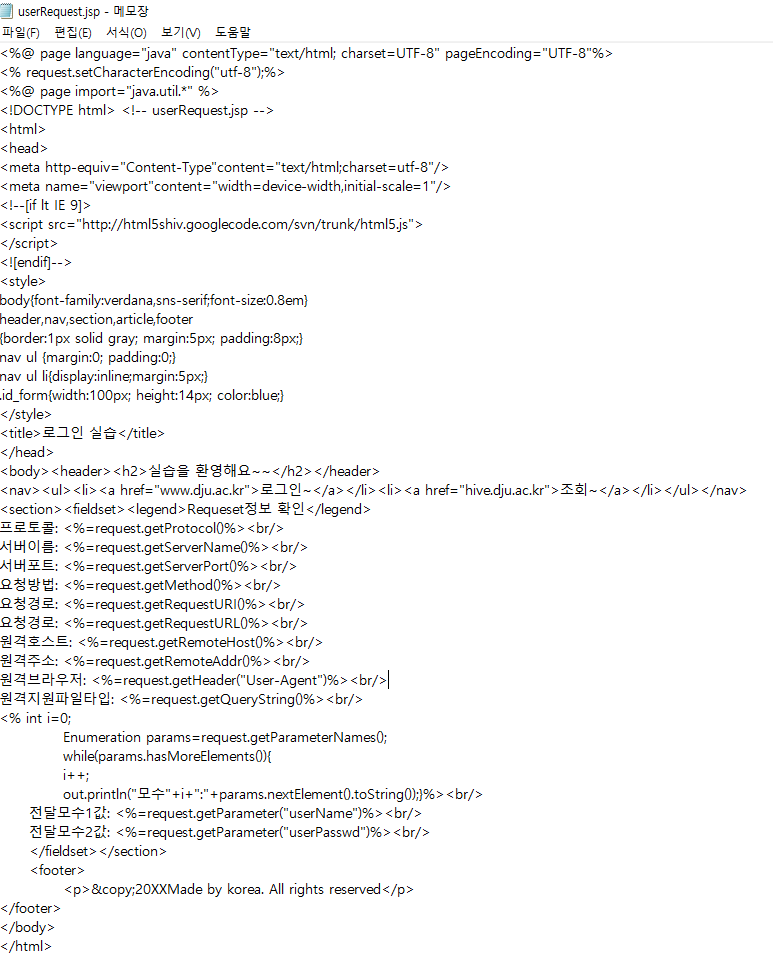 userRequest.jsp - 메모장
파일(F) 편집(E) 서식(O) 보기(V) 도움말
<%@ page language="java" contentType="text/html; charset=UTF-8" pageEncoding="UTF-8"%>
<% request.setCharacterEncoding("utf-8");%>
<%@ page import="java.util.*" %>
<!DOCTYPE html> <!-- userRequest.jsp -->
<html>
<head>
<meta http-equiv="Content-Type"content="text/html;charset=utf-8"/>
<meta name="viewport"content="width=device-width,initial-scale=1"/>
<!--[if lt IE 9]>
<script src="http://html5shiv.googlecode.com/svn/trunk/html5.js">
</script>
<![endif]-->
<style>
body{font-family:verdana,sns-serif;font-size:0.8em}
header,nav,section,article,footer
{border:1px solid gray; margin:5px; padding:8px;}
nav ul {margin:0; padding:0;}
nav ul li{display:inline;margin:5px;}
.id_form{width:100px; height:14px; color:blue;}
</style>
<title>로그인 실습</title>
</head>
<body><header><h2>실습을 환영해요~~</h2></header>
<nav><ul><li><a href="www.dju.ac.kr">로그인~</a></li><li><a href="hive.dju.ac.kr">조회~</a></li></ul></nav>
<section><fieldset><legend>Requeset정보 확인</legend>
프로토콜: <%=request.getProtocol()%><br/>
서버이름: <%=request.getServerName()%><br/>
서버포트: <%=request.getServerPort()%><br/>
요청방법: <%=request.getMethod()%><br/>
요청경로: <%=request.getRequestURI()%><br/>
요청경로: <%=request.getRequestURL()%><br/>
원격호스트: <%=request.getRemoteHost()%><br/>
원격주소: <%=request.getRemoteAddr()%><br/>
원격브라우저: <%=request.getHeader("User-Agent")%><br/>
원격지원파일타입: <%=request.getQueryString()%><br/>
<% int i=0;
Enumeration params=request.getParameterNames();
while(params.hasMoreElements()){
i++;
out.println("모수"+i+":"+params.nextElement().toString());}%><br/>
전달모수1값: <%=request.getParameter("userName")%><br/>
전달모수2값: <%=request.getParameter("userPasswd")%><br/>
</fieldset></section>
<footer>
<p>&copy;20XXMade by korea. All rights reserved</p>
</footer>
</body>
</html>